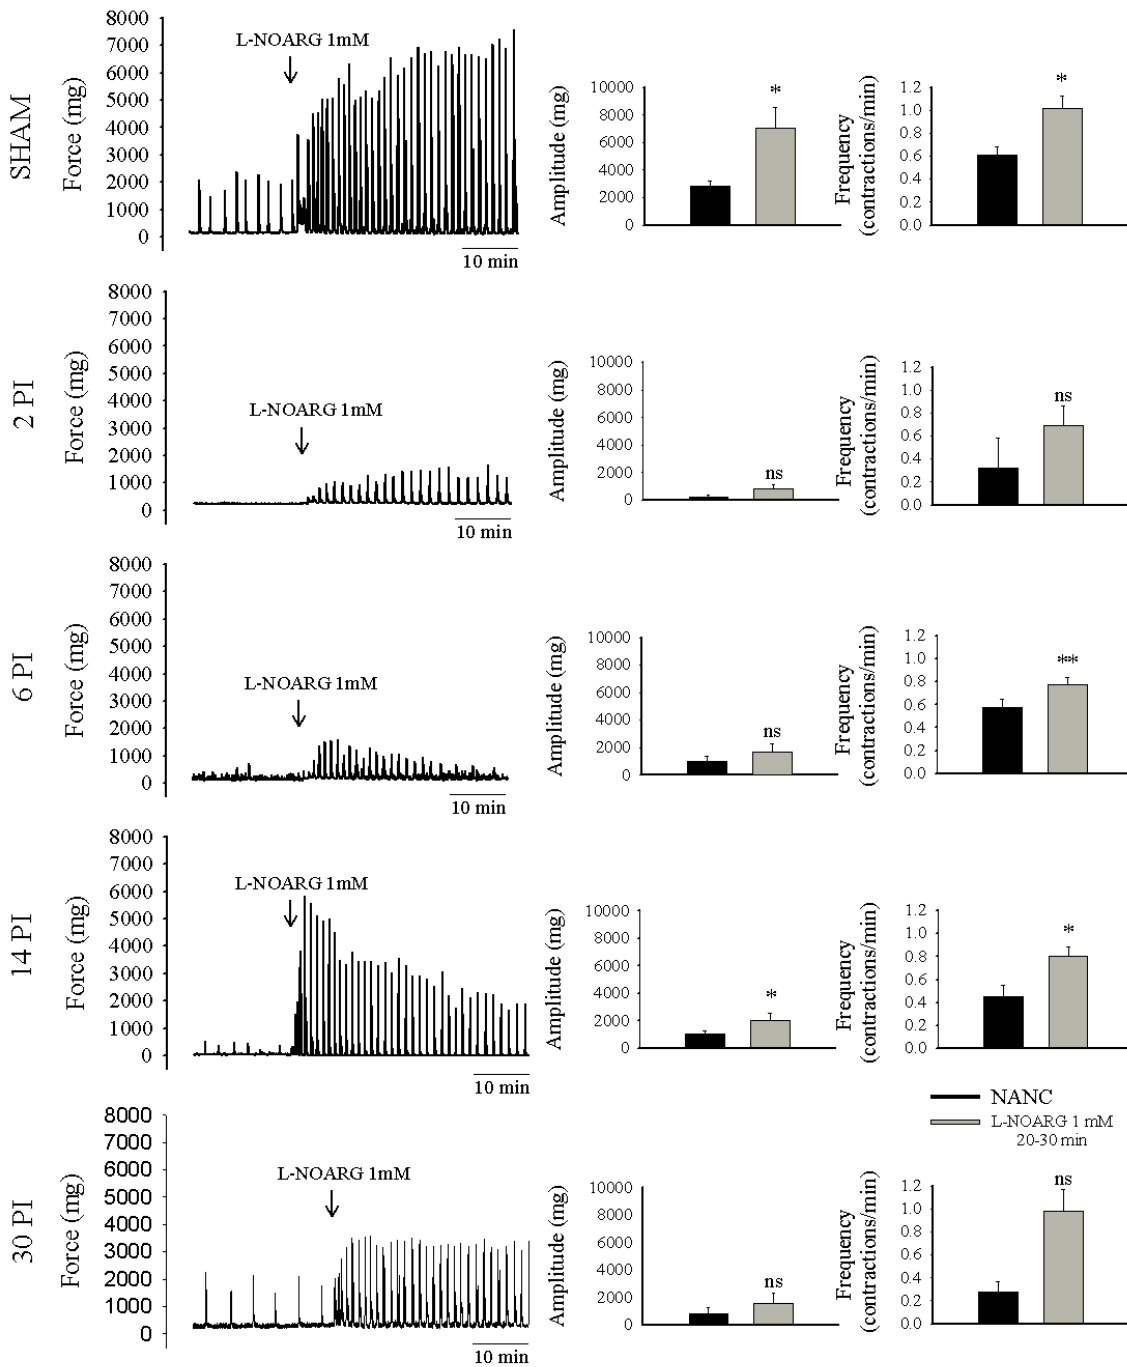 SHAM
Force (mg)
8000
7000
6000
5000
4000
3000
2000
1000
0
L-NOARG 1mM
10 min
Amplitude (mg)
10000
8000
6000
4000
2000
0
*
Frequency
(contractions/min)
1.2
1.0
0.8
0.6
0.4
0.2
0.0
*
2 PI
Force (mg)
8000
7000
6000
5000
4000
3000
2000
1000
0
L-NOARG 1mM
10 min
Amplitude (mg)
10000
8000
6000
4000
2000
0
ns
Frequency
(contractions/min)
1.2
1.0
0.8
0.6
0.4
0.2
0.0
ns
6 PI
Force (mg)
8000
7000
6000
5000
4000
3000
2000
1000
0
L-NOARG 1mM
10 min
Amplitude (mg)
10000
8000
6000
4000
2000
0
ns
Frequency
(contractions/min)
1.2
1.0
0.8
0.6
0.4
0.2
0.0
**
14 PI
Force (mg)
8000
7000
6000
5000
4000
3000
2000
1000
0
L-NOARG 1mM
10 min
Amplitude (mg)
10000
8000
6000
4000
2000
0
*
Frequency
(contractions/min)
1.2
1.0
0.8
0.6
0.4
0.2
0.0
*
NANC
L-NOARG 1 mM
20-30 min
30 PI
Force (mg)
8000
7000
6000
5000
4000
3000
2000
1000
0
L-NOARG 1mM
10 min
Amplitude (mg)
10000
8000
6000
4000
2000
0
ns
Frequency
(contractions/min)
1.2
1.0
0.8
0.6
0.4
0.2
0.0
ns